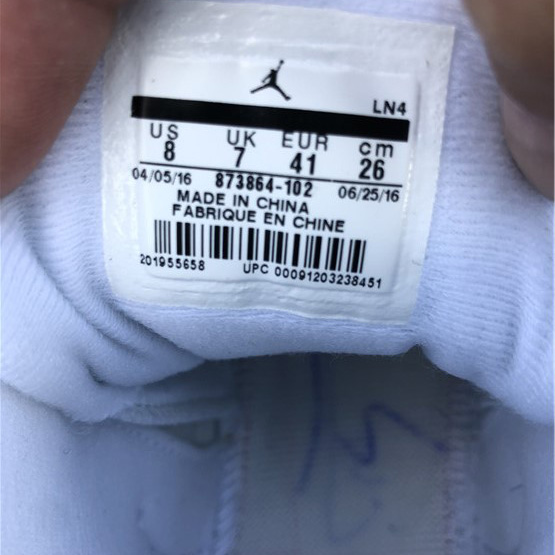 LN4
US UK EUR cm
8 7 41 26
04/05/16 873864-102 06/25/16
MADE IN CHINA
FABRIQUE EN CHINE
201955658 UPC 00091203238451